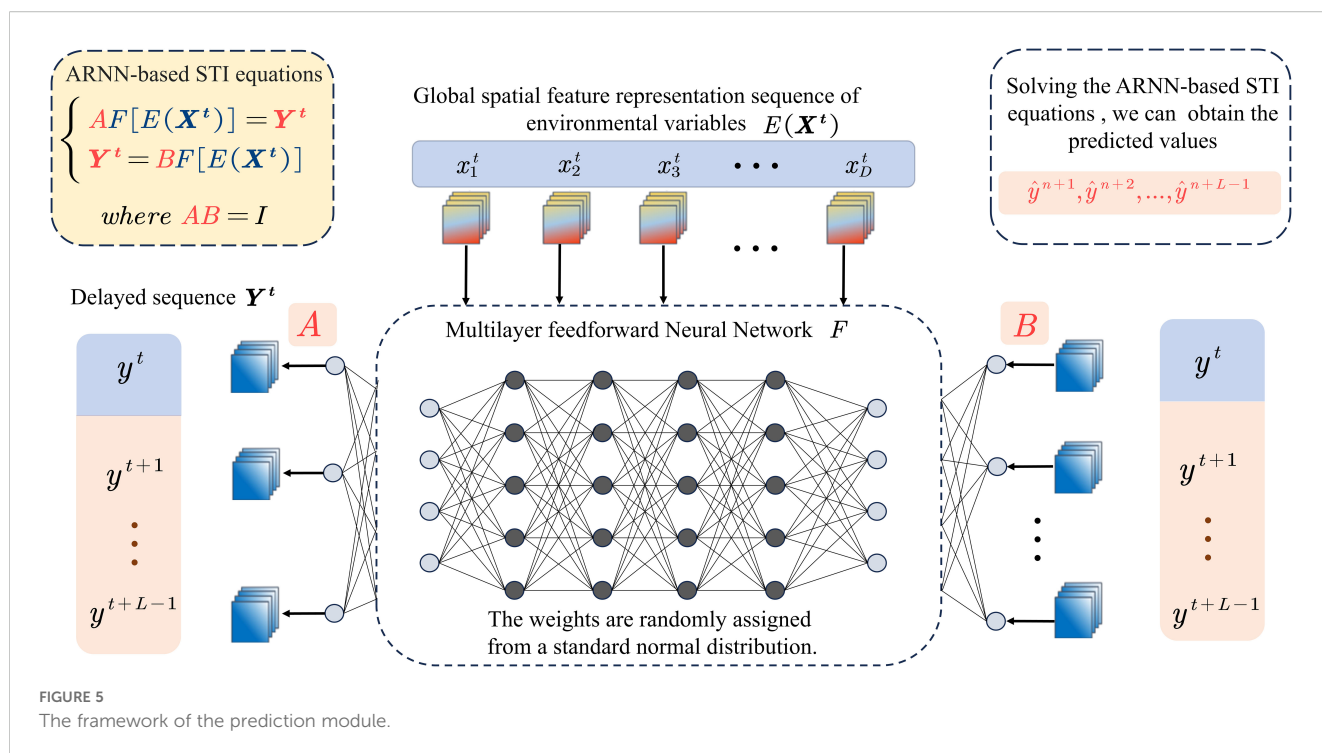 ARNN-based STI equations
AF[E(X^t)] = Y^t
Y^t = BF[E(X^t)]
where AB = I
Global spatial feature representation sequence of
environmental variables E(X^t)
x_1^t x_2^t x_3^t ... x_D^t
...
Solving the ARNN-based STI
equations , we can obtain the
predicted values
ŷ^{n+1}, ŷ^{n+2}, ..., ŷ^{n+L-1}
Delayed sequence Y^t
A
y^t
y^{t+1}
⋮
y^{t+L-1}
Multilayer feedforward Neural Network F
The weights are randomly assigned
from a standard normal distribution.
B
⋮
y^t
y^{t+1}
⋮
y^{t+L-1}
FIGURE 5
The framework of the prediction module.